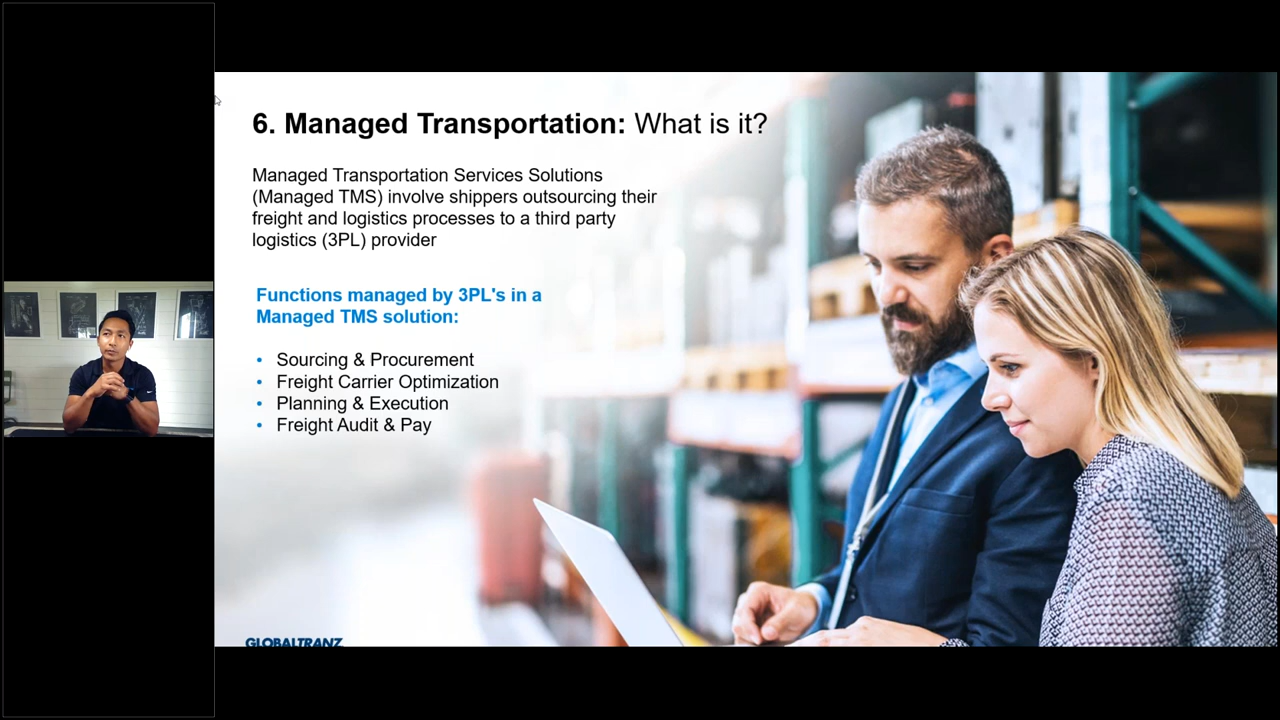 6. Managed Transportation: What is it?
Managed Transportation Services Solutions
(Managed TMS) involve shippers outsourcing their
freight and logistics processes to a third party
logistics (3PL) provider
Functions managed by 3PL's in a
Managed TMS solution:
• Sourcing & Procurement
• Freight Carrier Optimization
• Planning & Execution
• Freight Audit & Pay
GLOBALTRANZ